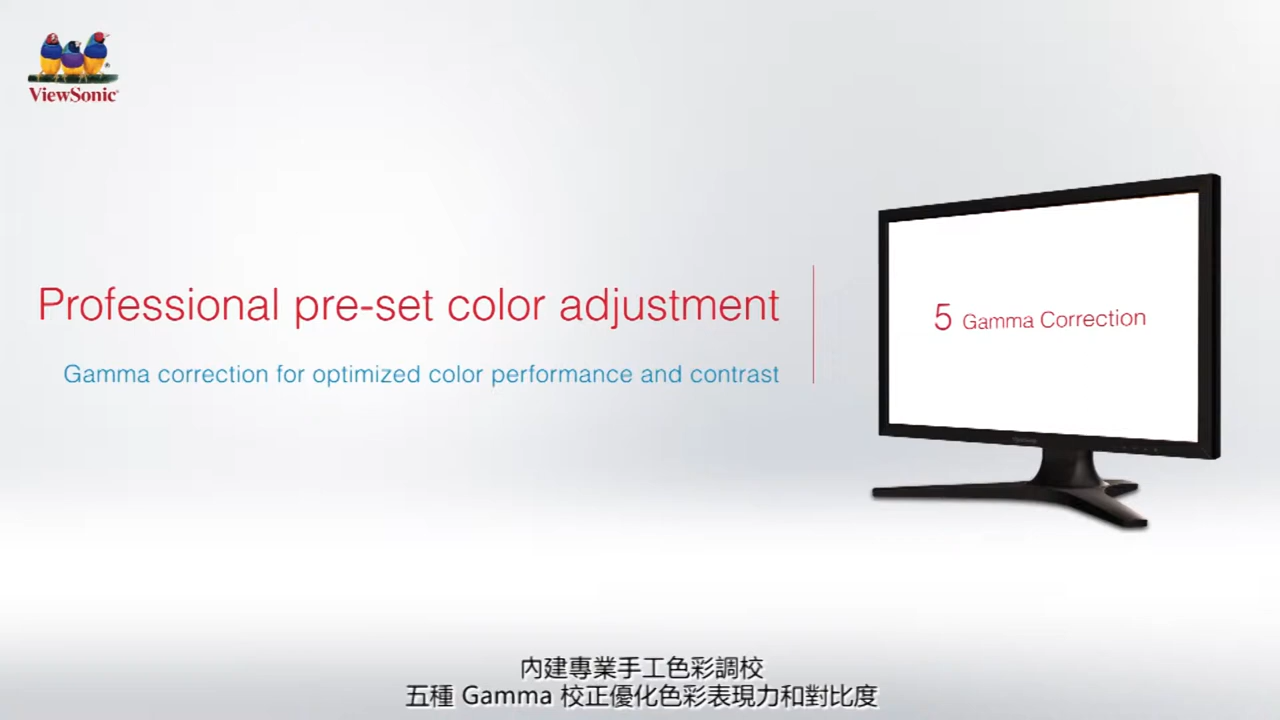 ViewSonic
Professional pre-set color adjustment
Gamma correction for optimized color performance and contrast
5 Gamma Correction
內建專業手工色彩調校
五種 Gamma 校正優化色彩表現力和對比度